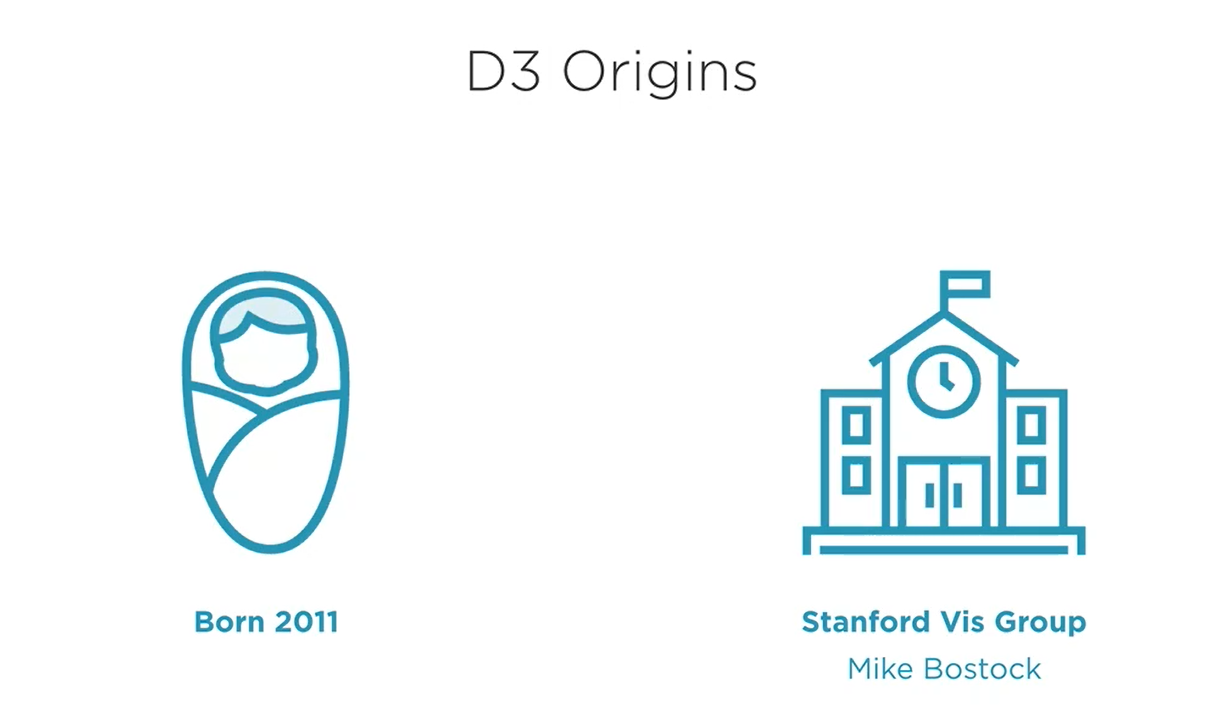 D3 Origins
Born 2011
Stanford Vis Group
Mike Bostock